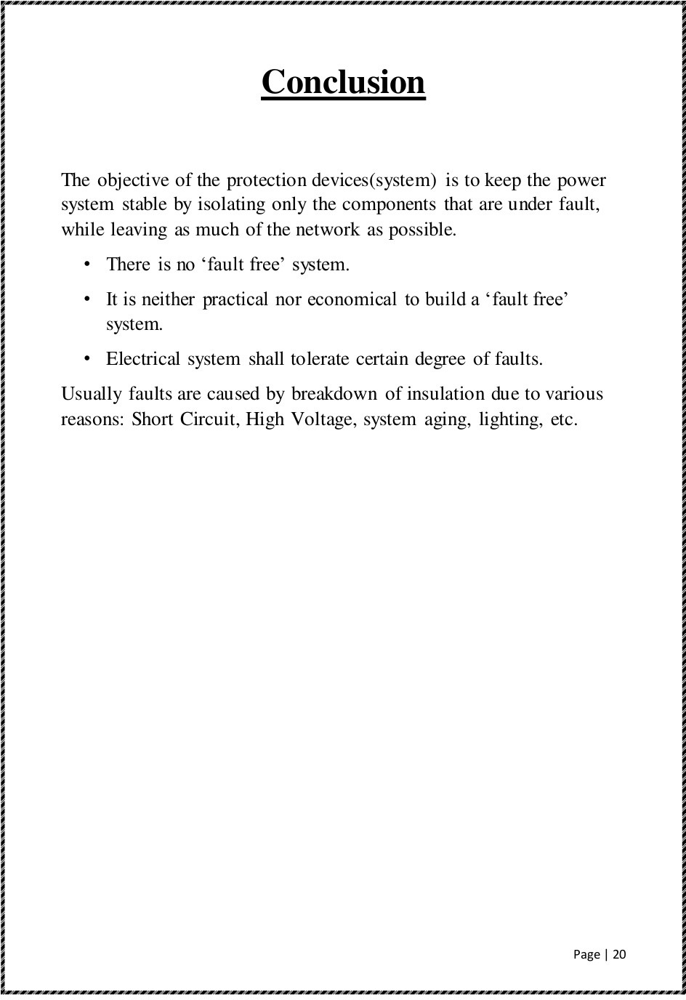 Conclusion
The objective of the protection devices(system) is to keep the power
system stable by isolating only the components that are under fault,
while leaving as much of the network as possible.
• There is no ‘fault free’ system.
• It is neither practical nor economical to build a ‘fault free’
system.
• Electrical system shall tolerate certain degree of faults.
Usually faults are caused by breakdown of insulation due to various
reasons: Short Circuit, High Voltage, system aging, lighting, etc.
Page | 20